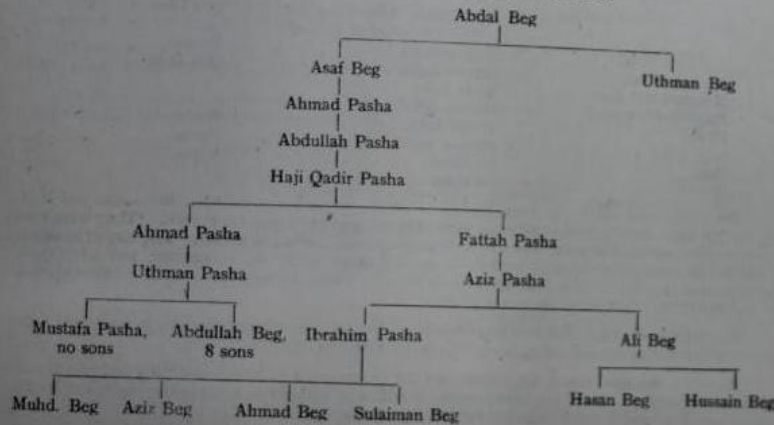 Abdal Beg
Asaf Beg
Uthman Beg
Ahmad Pasha
Abdullah Pasha
Haji Qadir Pasha
Ahmad Pasha
Fattah Pasha
Uthman Pasha
Aziz Pasha
Mustafa Pasha,
no sons
Abdullah Beg,
8 sons
Ibrahim Pasha
Ali Beg
Muhd. Beg
Aziz Beg
Ahmad Beg
Sulaiman Beg
Hasan Beg
Hussain Beg